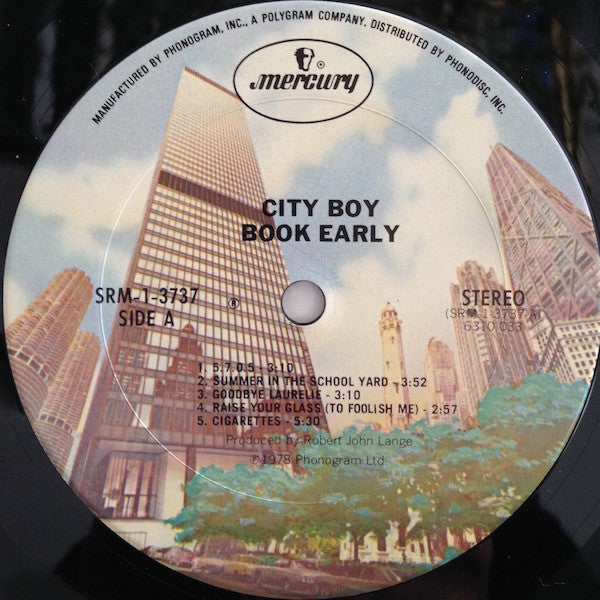 MANUFACTURED BY PHONOGRAM, INC., A POLYGRAM COMPANY. DISTRIBUTED BY PHONODISC, INC.
®
mercury
CITY BOY
BOOK EARLY
SRM-1-3737
SIDE A
STEREO
(SRM-1-3737-A)
6310 033
1. 5.7.0.5 - 3:10
2. SUMMER IN THE SCHOOL YARD - 3:52
3. GOODBYE LAURELIE - 3:10
4. RAISE YOUR GLASS (TO FOOLISH ME) - 2:57
5. CIGARETTES - 5:30
Produced by Robert John Lange
℗ 1978 Phonogram Ltd.